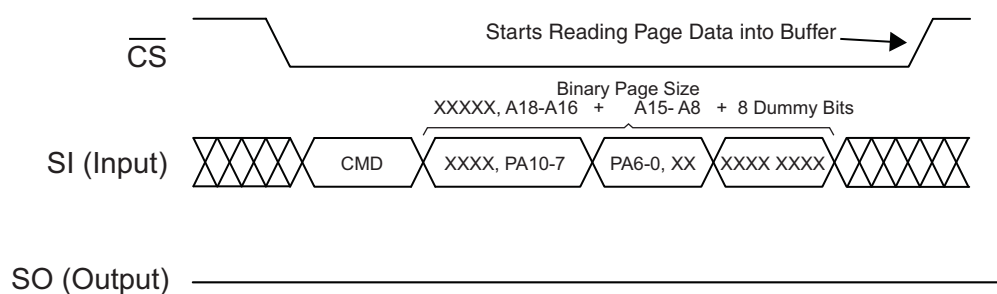 Starts Reading Page Data into Buffer
CS
Binary Page Size
XXXXX, A18-A16 + A15- A8 + 8 Dummy Bits
SI (Input) CMD XXXX, PA10-7 PA6-0, XX XXXX XXXX
SO (Output)